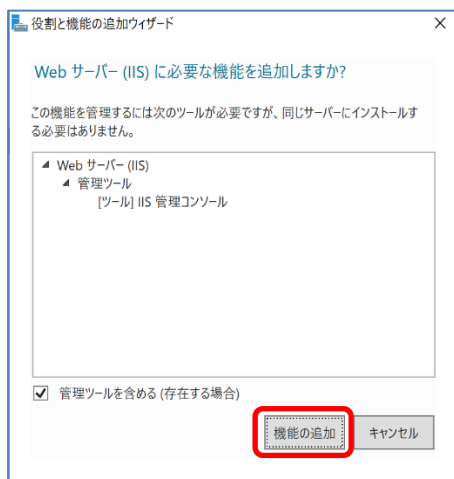 役割と機能の追加ウィザード
Web サーバー (IIS) に必要な機能を追加しますか?
この機能を管理するには次のツールが必要ですが、同じサーバーにインストールす
る必要はありません。
Web サーバー (IIS)
管理ツール
[ツール] IIS 管理コンソール
管理ツールを含める (存在する場合)
機能の追加
キャンセル